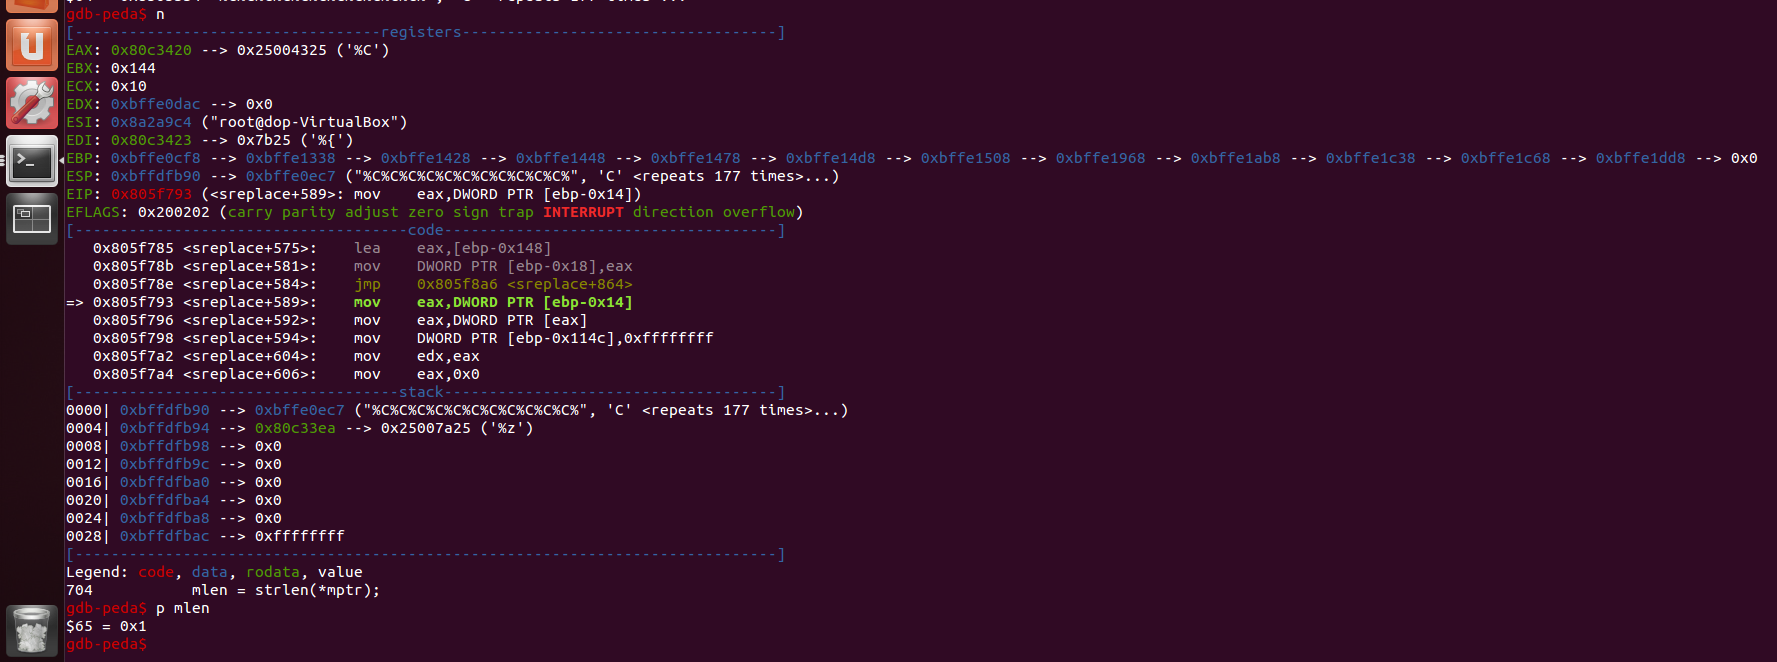 gdb-peda$ n
[----------------------------------registers-----------------------------------]
EAX: 0x80c3420 --> 0x25004325 ('%C')
EBX: 0x144
ECX: 0x10
EDX: 0xbffe0dac --> 0x0
ESI: 0x8a2a9c4 ("root@dop-VirtualBox")
EDI: 0x80c3423 --> 0x7b25 ('%{')
EBP: 0xbffe0cf8 --> 0xbffe1338 --> 0xbffe1428 --> 0xbffe1448 --> 0xbffe1478 --> 0xbffe14d8 --> 0xbffe1508 --> 0xbffe1968 --> 0xbffe1ab8 --> 0xbffe1c38 --> 0xbffe1c68 --> 0xbffe1dd8 --> 0x0
ESP: 0xbffdfb90 --> 0xbffe0ec7 ("%C%C%C%C%C%C%C%C%C%C%C%", 'C' <repeats 177 times>...)
EIP: 0x805f793 (<sreplace+589>: mov    eax,DWORD PTR [ebp-0x14])
EFLAGS: 0x200202 (carry parity adjust zero sign trap INTERRUPT direction overflow)
[-------------------------------------code-------------------------------------]
   0x805f785 <sreplace+575>:    lea    eax,[ebp-0x148]
   0x805f78b <sreplace+581>:    mov    DWORD PTR [ebp-0x18],eax
   0x805f78e <sreplace+584>:    jmp    0x805f8a6 <sreplace+864>
=> 0x805f793 <sreplace+589>:    mov    eax,DWORD PTR [ebp-0x14]
   0x805f796 <sreplace+592>:    mov    eax,DWORD PTR [eax]
   0x805f798 <sreplace+594>:    mov    DWORD PTR [ebp-0x114c],0xffffffff
   0x805f7a2 <sreplace+604>:    mov    edx,eax
   0x805f7a4 <sreplace+606>:    mov    eax,0x0
[------------------------------------stack-------------------------------------]
0000| 0xbffdfb90 --> 0xbffe0ec7 ("%C%C%C%C%C%C%C%C%C%C%C%", 'C' <repeats 177 times>...)
0004| 0xbffdfb94 --> 0x80c33ea --> 0x25007a25 ('%z')
0008| 0xbffdfb98 --> 0x0
0012| 0xbffdfb9c --> 0x0
0016| 0xbffdfba0 --> 0x0
0020| 0xbffdfba4 --> 0x0
0024| 0xbffdfba8 --> 0x0
0028| 0xbffdfbac --> 0xffffffff
[------------------------------------------------------------------------------]
Legend: code, data, rodata, value
704           mlen = strlen(*mptr);
gdb-peda$ p mlen
$65 = 0x1
gdb-peda$